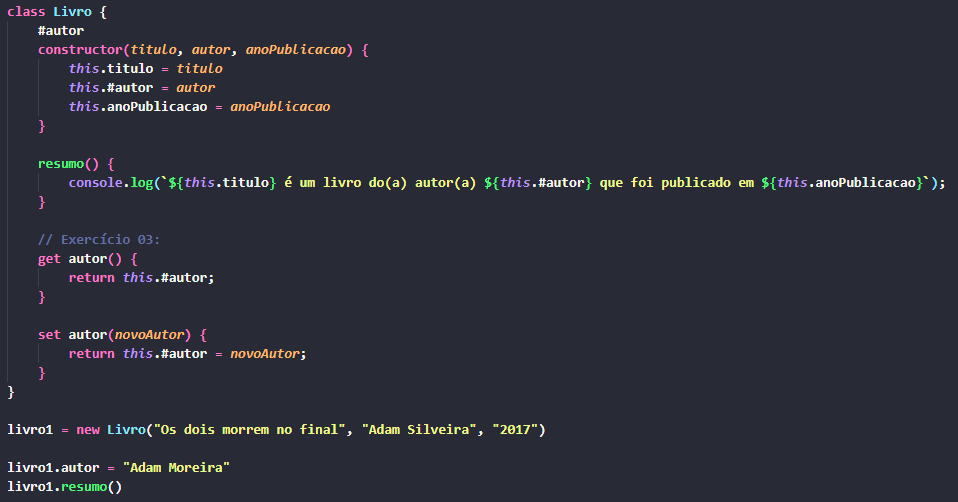 class Livro {
    #autor
    constructor(titulo, autor, anoPublicacao) {
        this.titulo = titulo
        this.#autor = autor
        this.anoPublicacao = anoPublicacao
    }

    resumo() {
        console.log(`${this.titulo} é um livro do(a) autor(a) ${this.#autor} que foi publicado em ${this.anoPublicacao}`);
    }

    // Exercício 03:
    get autor() {
        return this.#autor;
    }

    set autor(novoAutor) {
        return this.#autor = novoAutor;
    }
}

livro1 = new Livro("Os dois morrem no final", "Adam Silveira", "2017")

livro1.autor = "Adam Moreira"
livro1.resumo()